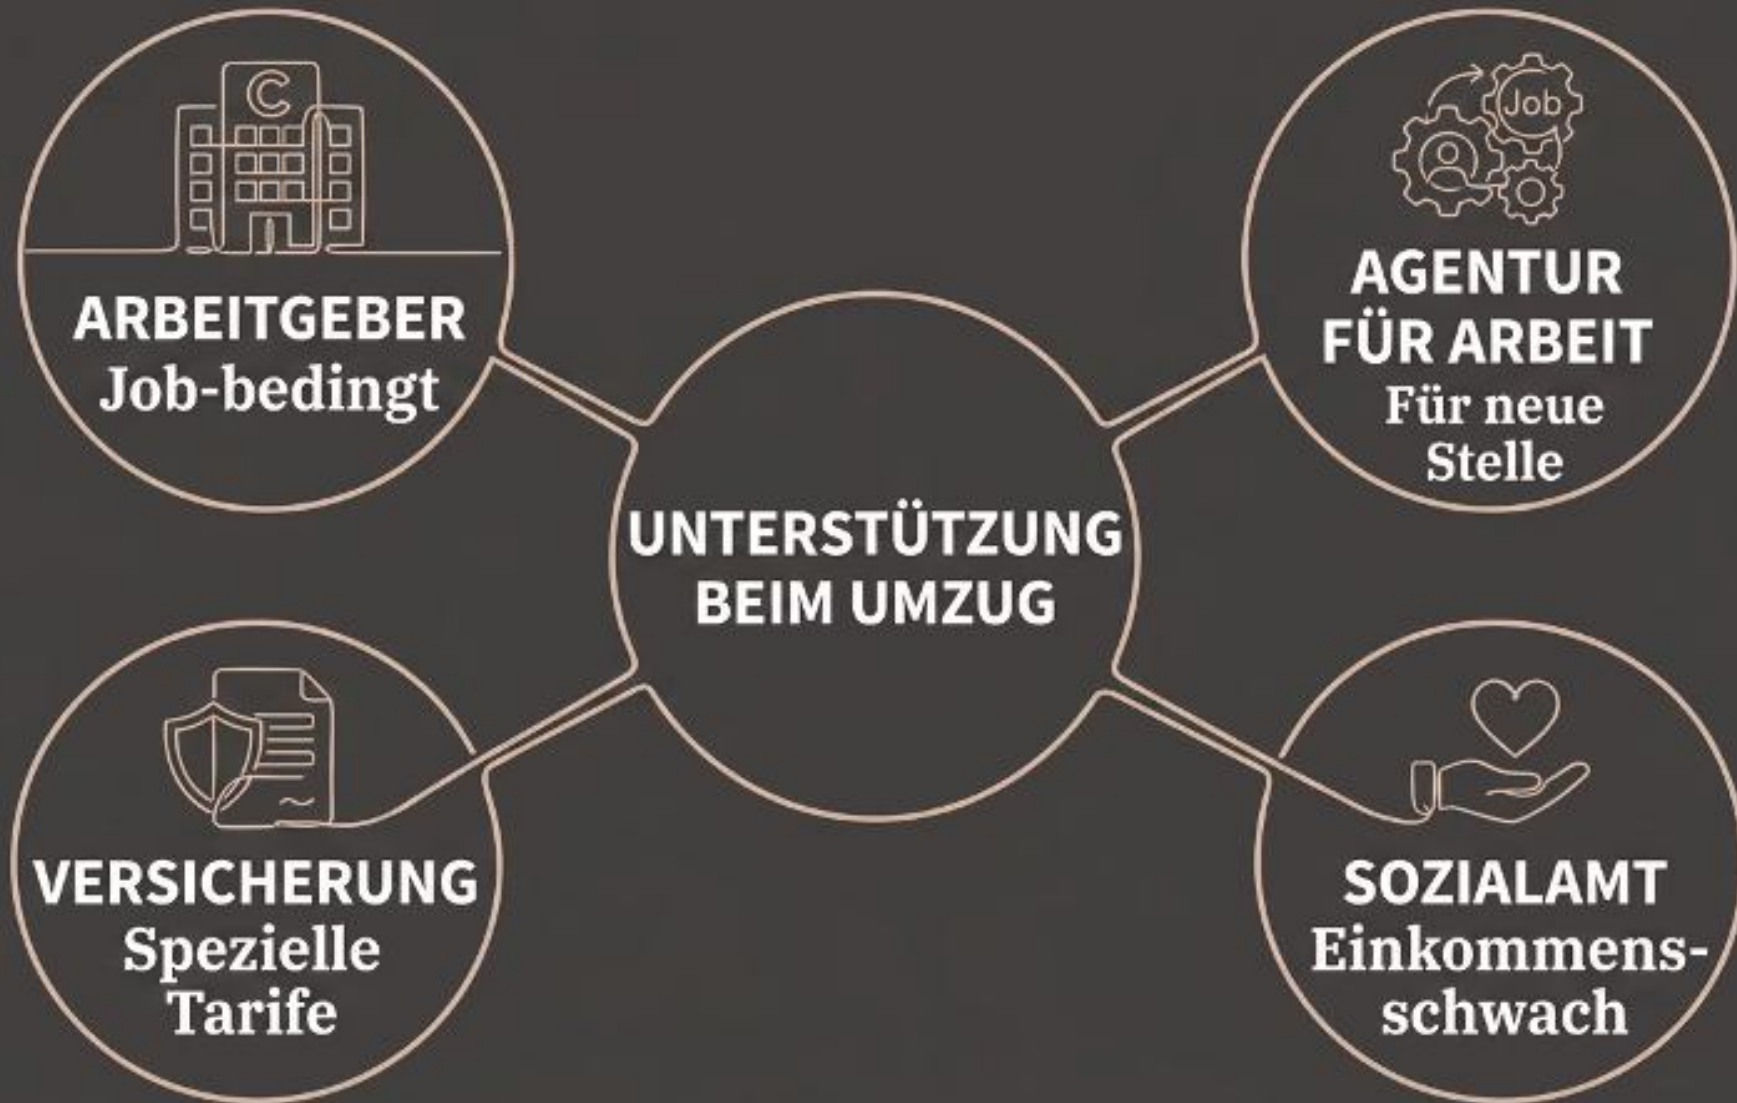 C
ARBEITGEBER
Job-bedingt
Job
AGENTUR
FÜR ARBEIT
Für neue
Stelle
UNTERSTÜTZUNG
BEIM UMZUG
VERSICHERUNG
Spezielle
Tarife
SOZIALAMT
Einkommens-
schwach